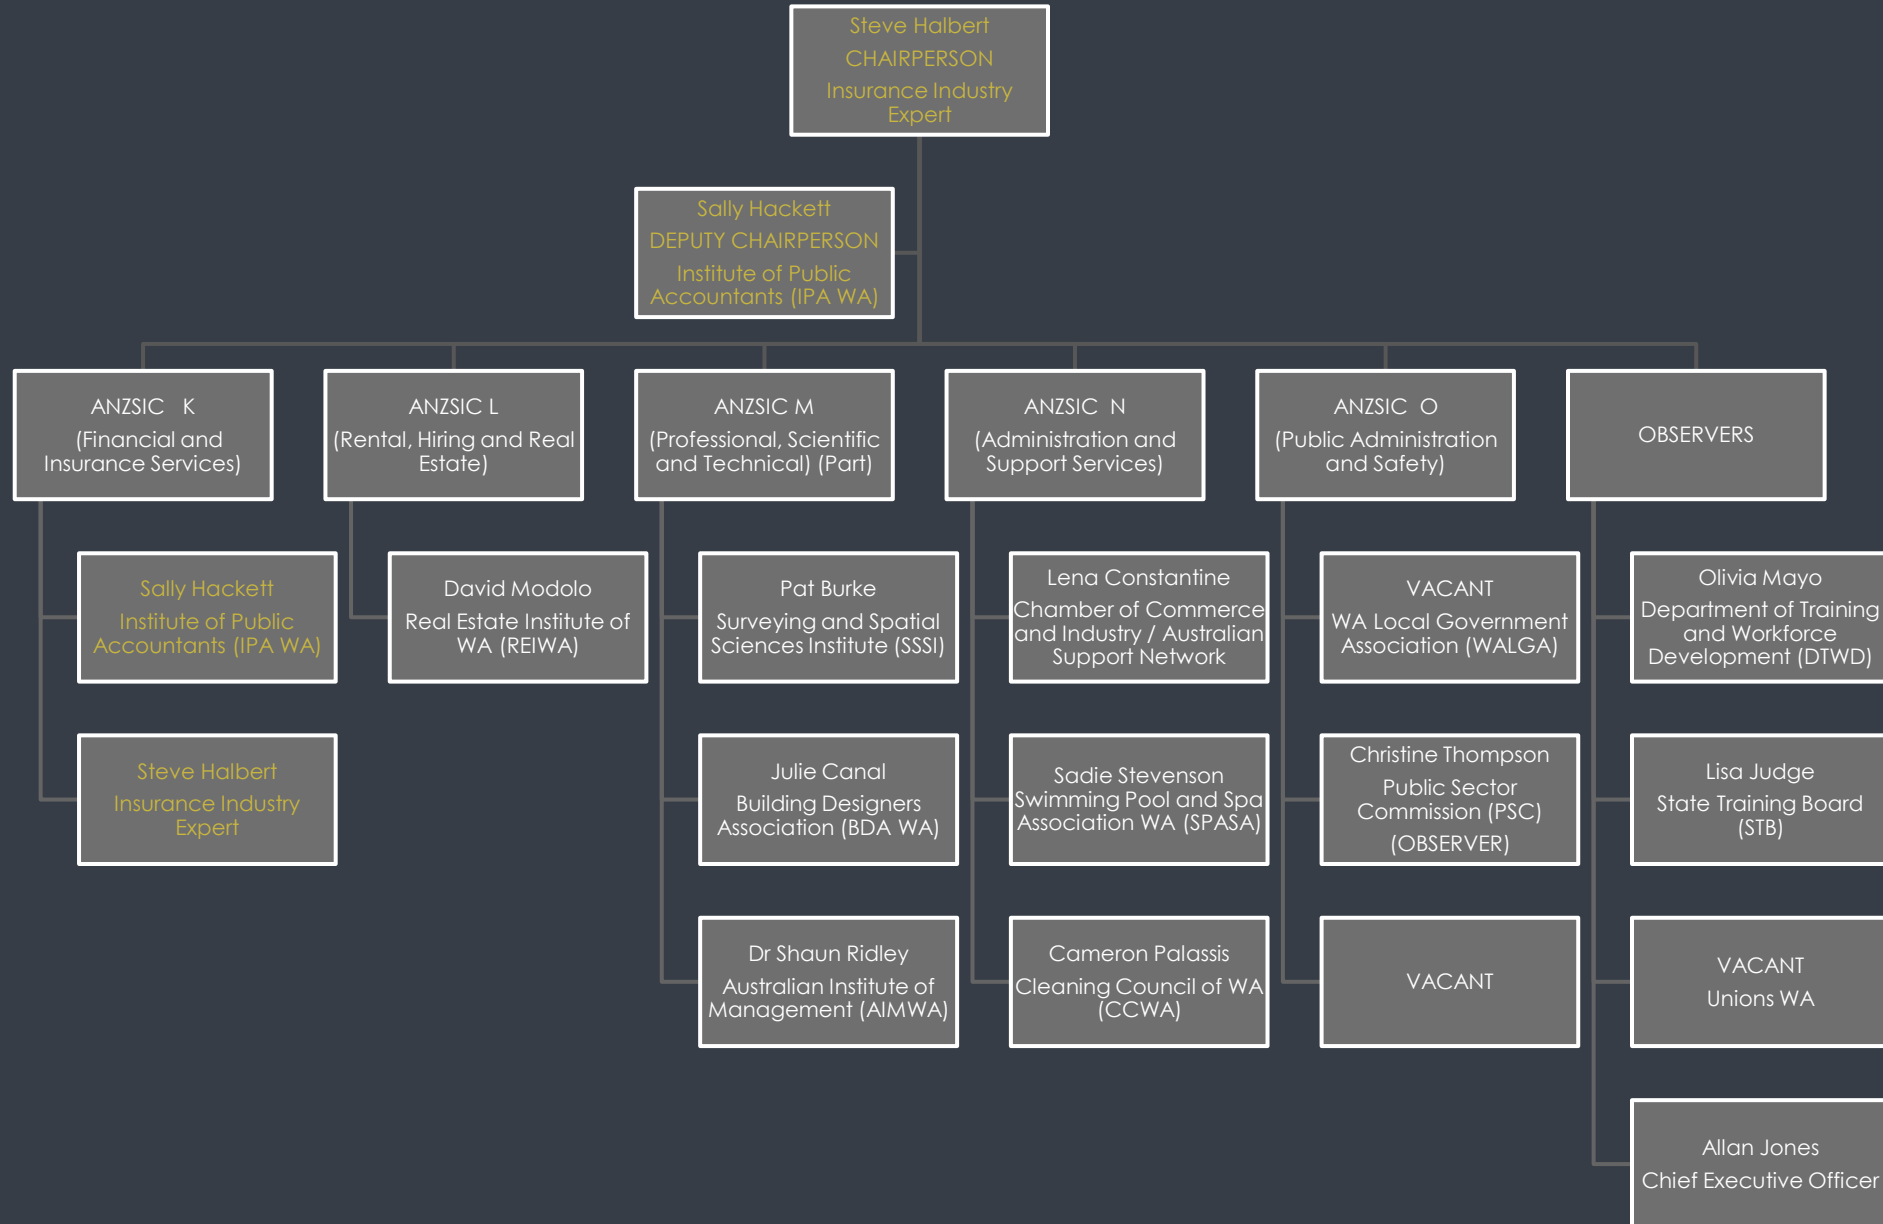 Steve Halbert
CHAIRPERSON
Insurance Industry
Expert
Sally Hackett
DEPUTY CHAIRPERSON
Institute of Public
Accountants (IPA WA)
ANZSIC K
(Financial and
Insurance Services)
ANZSIC L
(Rental, Hiring and Real
Estate)
ANZSIC M
(Professional, Scientific
and Technical) (Part)
ANZSIC N
(Administration and
Support Services)
ANZSIC O
(Public Administration
and Safety)
OBSERVERS
Sally Hackett
Institute of Public
Accountants (IPA WA)
Steve Halbert
Insurance Industry
Expert
David Modolo
Real Estate Institute of
WA (REIWA)
Pat Burke
Surveying and Spatial
Sciences Institute (SSSI)
Julie Canal
Building Designers
Association (BDA WA)
Dr Shaun Ridley
Australian Institute of
Management (AIMWA)
Lena Constantine
Chamber of Commerce
and Industry / Australian
Support Network
Sadie Stevenson
Swimming Pool and Spa
Association WA (SPASA)
Cameron Palassis
Cleaning Council of WA
(CCWA)
VACANT
WA Local Government
Association (WALGA)
Christine Thompson
Public Sector
Commission (PSC)
(OBSERVER)
VACANT
Olivia Mayo
Department of Training
and Workforce
Development (DTWD)
Lisa Judge
State Training Board
(STB)
VACANT
Unions WA
Allan Jones
Chief Executive Officer